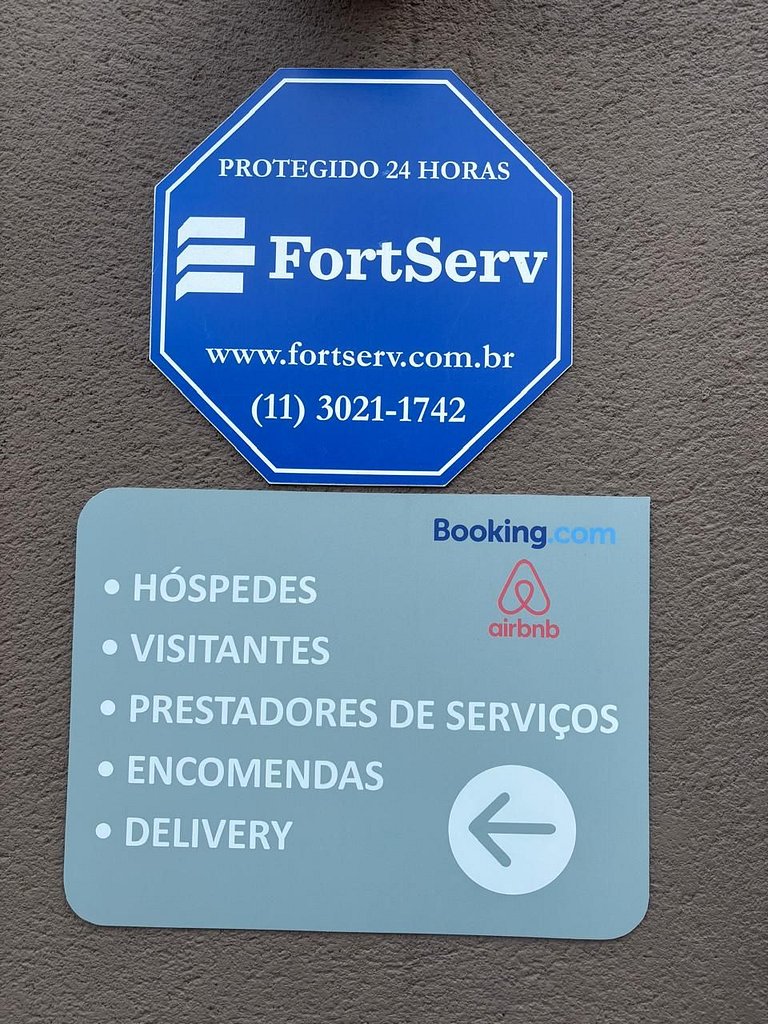 PROTEGIDO 24 HORAS
FortServ
www.fortserv.com.br
(11) 3021-1742
Booking.com
airbnb
• HÓSPEDES
• VISITANTES
• PRESTADORES DE SERVIÇOS
• ENCOMENDAS
• DELIVERY